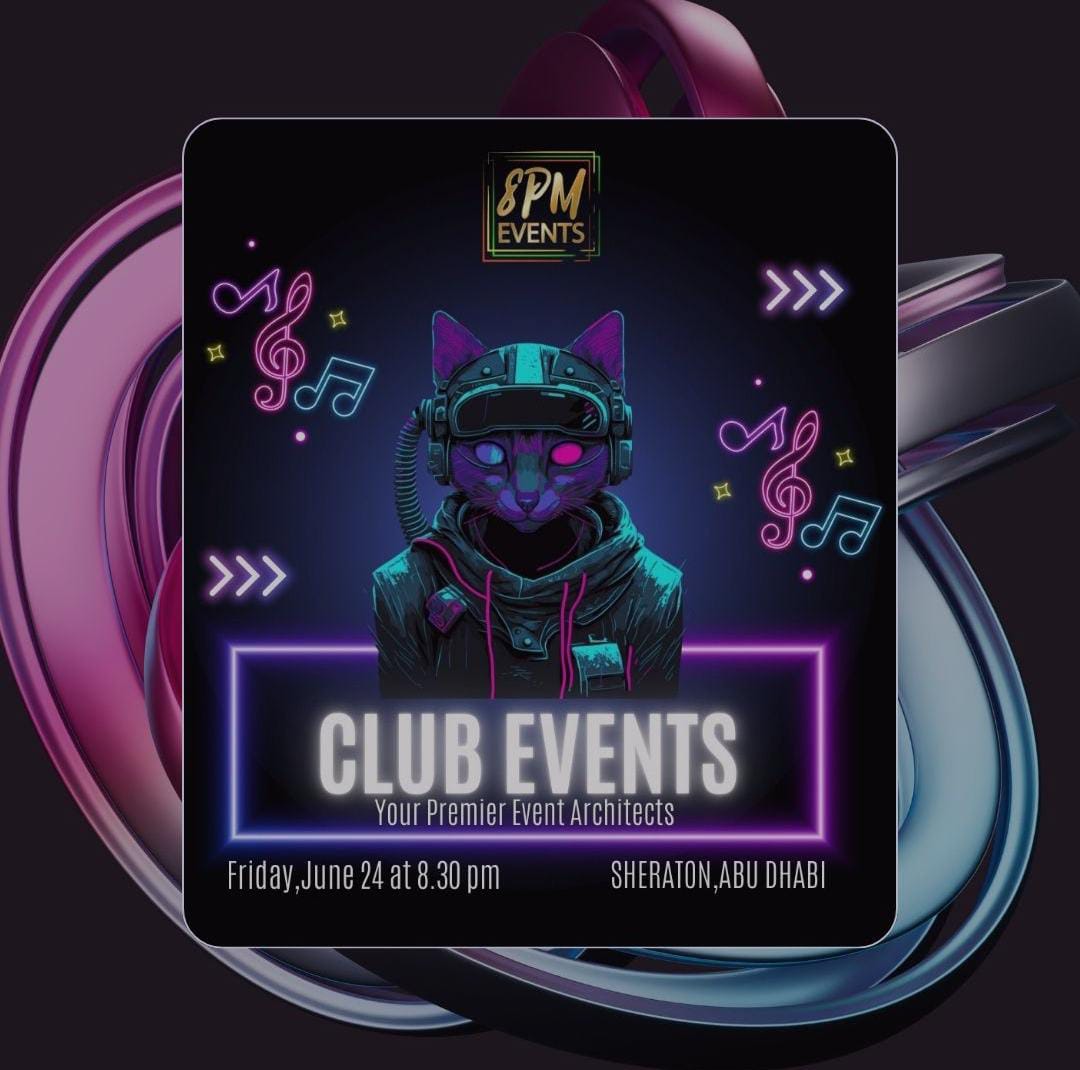 8PM
EVENTS
CLUB EVENTS
Your Premier Event Architects
Friday,June 24 at 8.30 pm
SHERATON,ABU DHABI